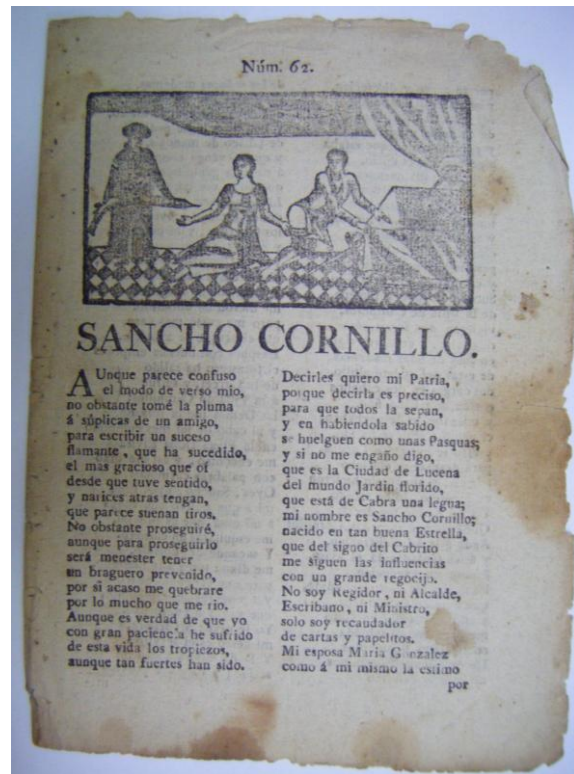 Núm. 62.
SANCHO CORNILLO.
AUnque parece confuso
el modo de verso mio,
no obstante tomé la pluma
á súplicas de un amigo,
para escribir un suceso
flamante, que ha sucedido,
el mas gracioso que oí
desde que tuve sentido,
y narices atras tengan,
que parece suenan tiros.
No obstante proseguiré,
aunque para proseguirlo
será menester tener
un braguero prevenido,
por si acaso me quebrare
por lo mucho que me rio.
Aunque es verdad de que yo
con gran paciencia he sufrido
de esta vida los tropiezos,
aunque tan fuertes han sido.
Decirles quiero mi Patria,
porque decirla es preciso,
para que todos la sepan,
y en habiendola sabido
se huelguen como unas Pasquas;
y si no me engaño digo,
que es la Ciudad de Lucena
del mundo Jardin florido,
que está de Cabra una legua;
mi nombre es Sancho Cornillo;
nacido en tan buena Estrella,
que del signo del Cabrito
me siguen las influencias
con un grande regocijo.
No soy Regidor, ni Alcalde,
Escribano, ni Ministro,
solo soy recaudador
de cartas y papelitos.
Mi esposa Maria Gonzalez
como á mi mismo la estimo
por